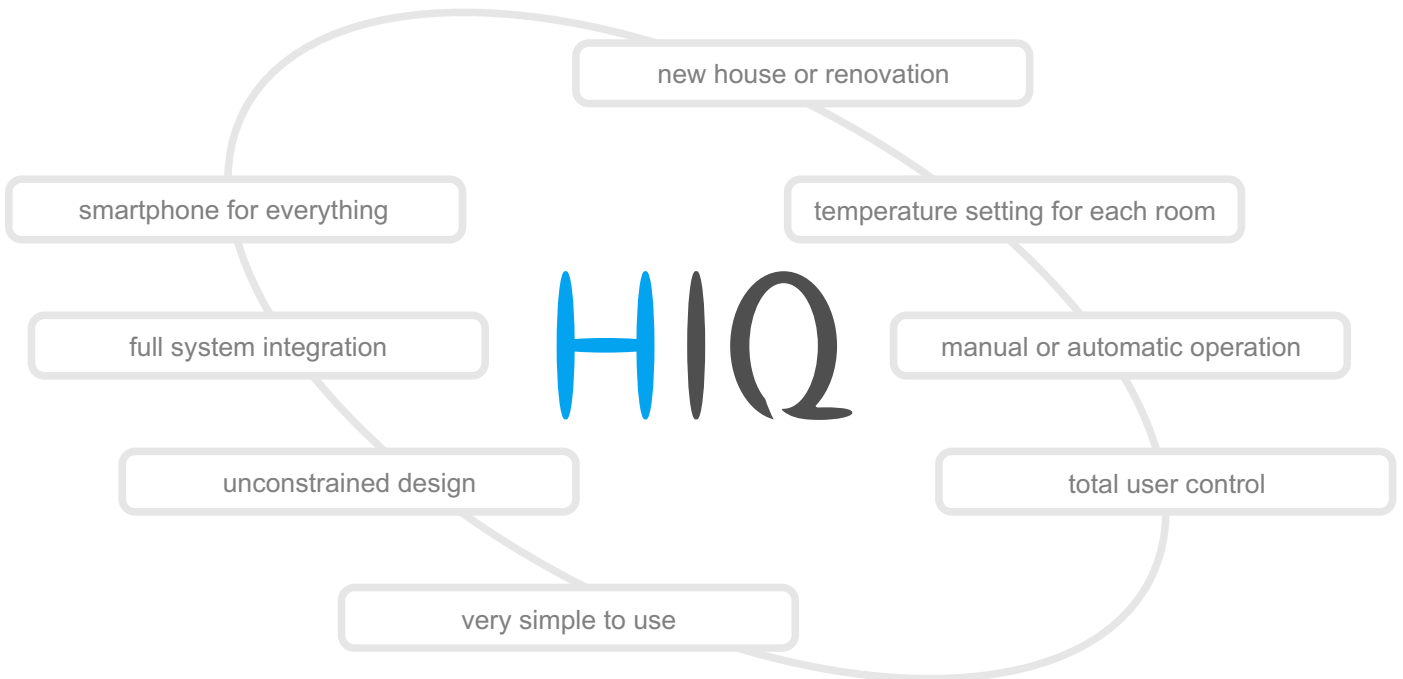 new house or renovation
smartphone for everything
temperature setting for each room
HIQ
full system integration
manual or automatic operation
unconstrained design
total user control
very simple to use